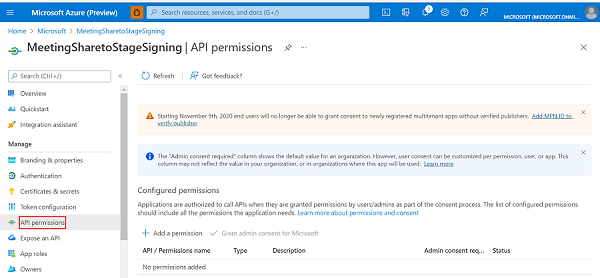 Microsoft Azure (Preview)
Search resources, services, and docs (G+/)
1
MICROSOFT (MICROSOFT.ONMI...
Home > Microsoft > MeetingSharetoStageSigning
MeetingSharetoStageSigning | API permissions
Search (Ctrl+/)
Refresh
Got feedback?
Overview
Quickstart
Integration assistant
Starting November 9th, 2020 end users will no longer be able to grant consent to newly registered multitenant apps without verified publishers. Add MPN ID to
verify publisher
Manage
Branding & properties
Authentication
Certificates & secrets
Token configuration
API permissions
Expose an API
App roles
Owners
The "Admin consent required" column shows the default value for an organization. However, user consent can be customized per permission, user, or app. This
column may not reflect the value in your organization, or in organizations where this app will be used. Learn more
Configured permissions
Applications are authorized to call APIs when they are granted permissions by users/admins as part of the consent process. The list of configured permissions
should include all the permissions the application needs. Learn more about permissions and consent
Add a permission
Grant admin consent for Microsoft
API / Permissions name
Type
Description
Admin consent req...
Status
No permissions added